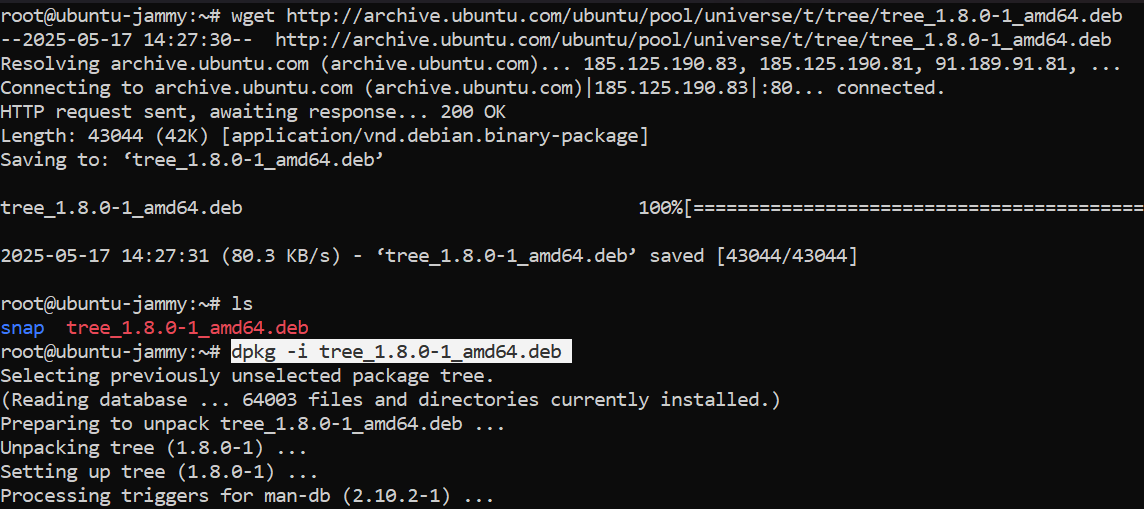 root@ubuntu-jammy:~# wget http://archive.ubuntu.com/ubuntu/pool/universe/t/tree/tree_1.8.0-1_amd64.deb
--2025-05-17 14:27:30--  http://archive.ubuntu.com/ubuntu/pool/universe/t/tree/tree_1.8.0-1_amd64.deb
Resolving archive.ubuntu.com (archive.ubuntu.com)... 185.125.190.83, 185.125.190.81, 91.189.91.81, ...
Connecting to archive.ubuntu.com (archive.ubuntu.com)|185.125.190.83|:80... connected.
HTTP request sent, awaiting response... 200 OK
Length: 43044 (42K) [application/vnd.debian.binary-package]
Saving to: ‘tree_1.8.0-1_amd64.deb’
tree_1.8.0-1_amd64.deb                                    100%[=========================================
2025-05-17 14:27:31 (80.3 KB/s) - ‘tree_1.8.0-1_amd64.deb’ saved [43044/43044]
root@ubuntu-jammy:~# ls
snap  tree_1.8.0-1_amd64.deb
root@ubuntu-jammy:~# dpkg -i tree_1.8.0-1_amd64.deb
Selecting previously unselected package tree.
(Reading database ... 64003 files and directories currently installed.)
Preparing to unpack tree_1.8.0-1_amd64.deb ...
Unpacking tree (1.8.0-1) ...
Setting up tree (1.8.0-1) ...
Processing triggers for man-db (2.10.2-1) ...